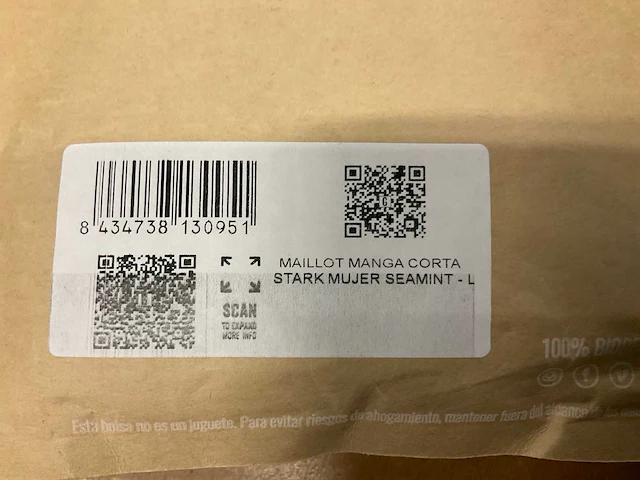 8 434738 130951
MAILLOT MANGA CORTA
STARK MUJER SEAMINT - L
SCAN
TO EXPAND
MORE INFO
100%
Esta bolsa no es un juguete. Para evitar riesgos de ahogamiento, mantener fuera del alcance